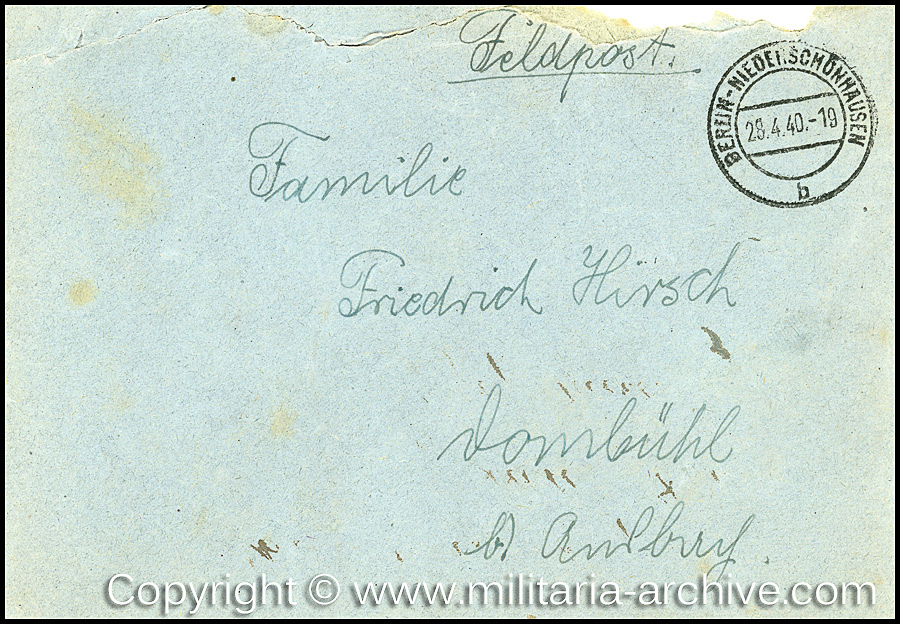 Feldpost.
BERLIN-NIEDERSCHÖNHAUSEN
28.4.40.-19
b
Familie
Friedrich Hirsch
Dombühl
b/ Ansbach.
Copyright © www.militaria-archive.com